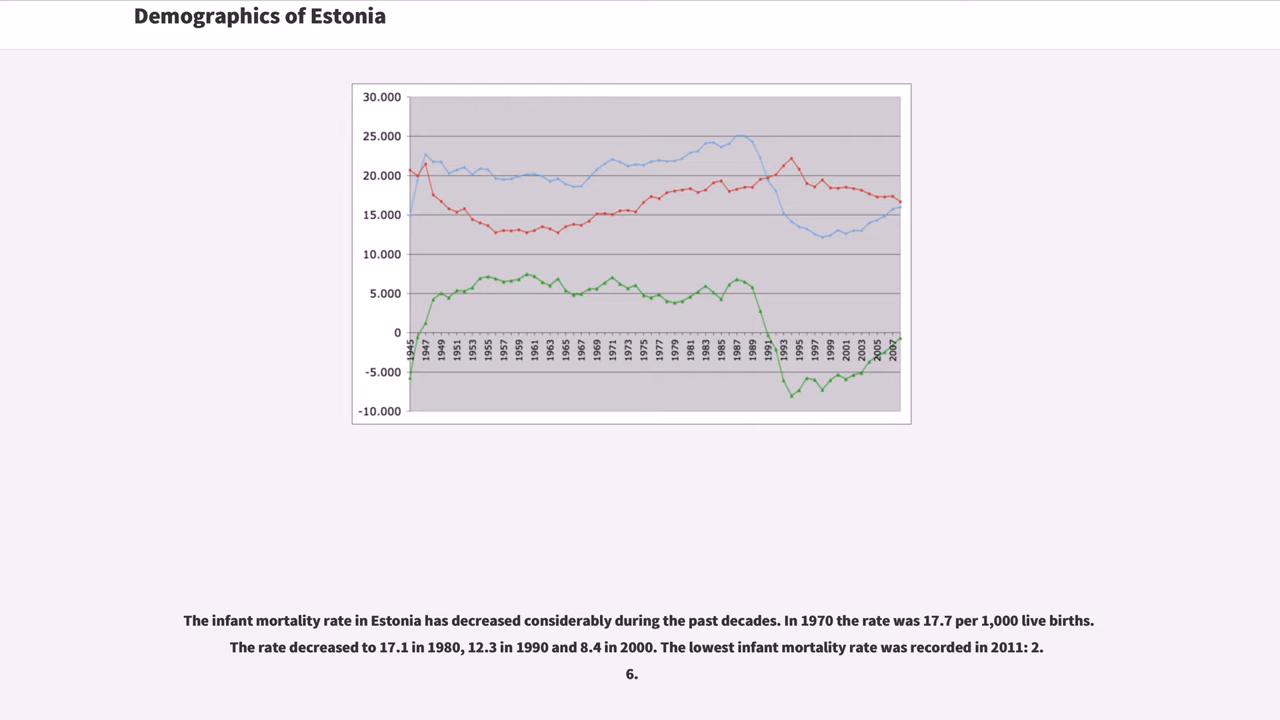 Demographics of Estonia
30.000
25.000
20.000
15.000
10.000
5.000
0
-5.000
-10.000
1945 1947 1949 1951 1953 1955 1957 1959 1961 1963 1965 1967 1969 1971 1973 1975 1977 1979 1981 1983 1985 1987 1989 1991 1993 1995 1997 1999 2001 2003 2005 2007
The infant mortality rate in Estonia has decreased considerably during the past decades. In 1970 the rate was 17.7 per 1,000 live births.
The rate decreased to 17.1 in 1980, 12.3 in 1990 and 8.4 in 2000. The lowest infant mortality rate was recorded in 2011: 2.
6.